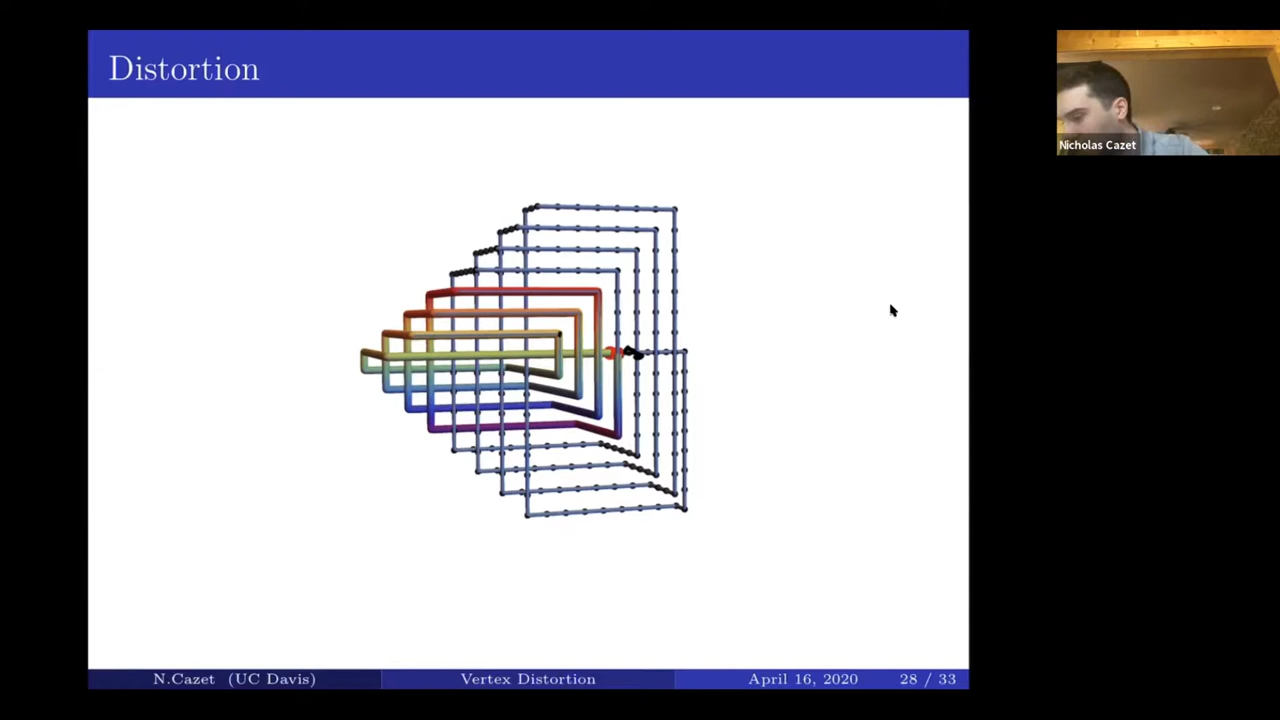 Distortion
Nicholas Cazet
N.Cazet (UC Davis)
Vertex Distortion
April 16, 2020
28 / 33